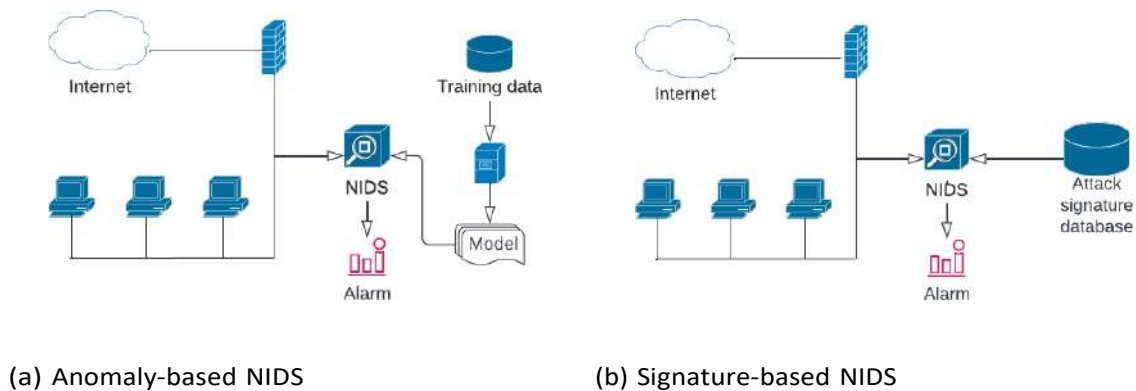 Internet
Training data
NIDS
Model
Alarm
(a) Anomaly-based NIDS
Internet
NIDS
Attack
signature
database
Alarm
(b) Signature-based NIDS